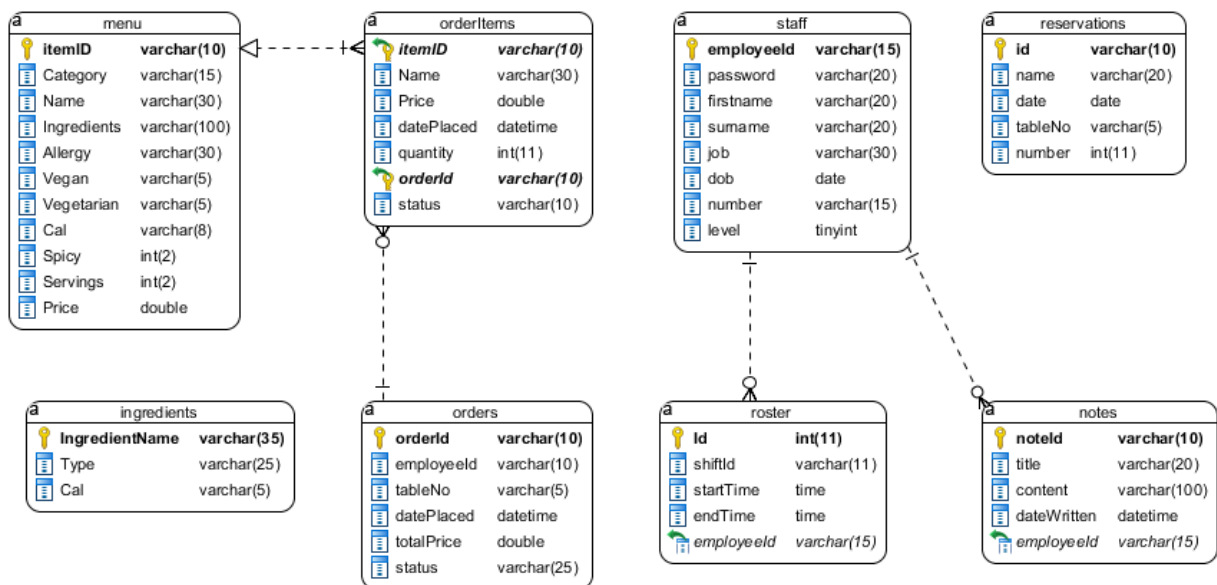 a menu
itemID varchar(10)
Category varchar(15)
Name varchar(30)
Ingredients varchar(100)
Allergy varchar(30)
Vegan varchar(5)
Vegetarian varchar(5)
Cal varchar(8)
Spicy int(2)
Servings int(2)
Price double
a orderItems
itemID varchar(10)
Name varchar(30)
Price double
datePlaced datetime
quantity int(11)
orderId varchar(10)
status varchar(10)
a staff
employeeId varchar(15)
password varchar(20)
firstname varchar(20)
surname varchar(20)
job varchar(30)
dob date
number varchar(15)
level tinyint
a reservations
id varchar(10)
name varchar(20)
date date
tableNo varchar(5)
number int(11)
a ingredients
IngredientName varchar(35)
Type varchar(25)
Cal varchar(5)
a orders
orderId varchar(10)
employeeId varchar(10)
tableNo varchar(5)
datePlaced datetime
totalPrice double
status varchar(25)
a roster
Id int(11)
shiftId varchar(11)
startTime time
endTime time
employeeId varchar(15)
a notes
noteId varchar(10)
title varchar(20)
content varchar(100)
dateWritten datetime
employeeId varchar(15)